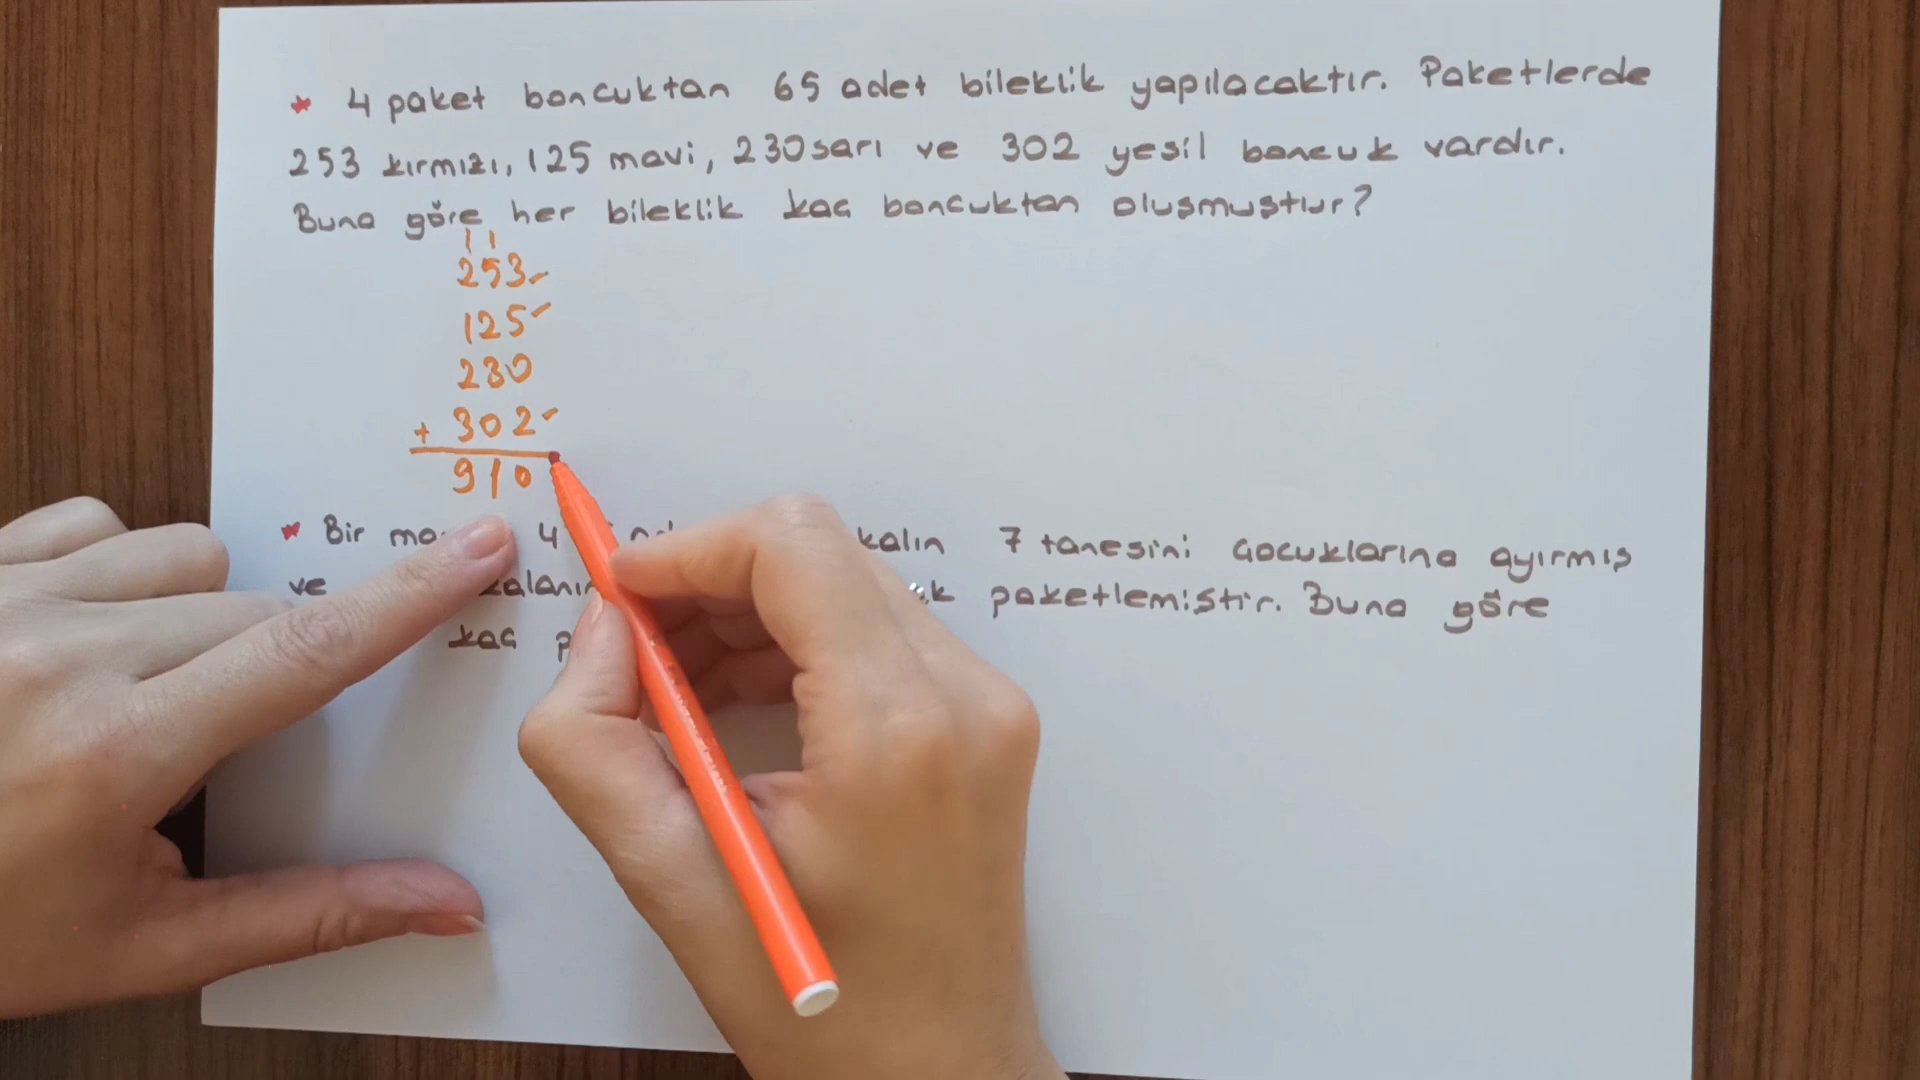 * 4 paket boncuktan 65 adet bileklik yapılacaktır. Paketlerde
253 kırmızı, 125 mavi, 230 sarı ve 302 yeşil boncuk vardır.
Buna göre her bileklik kaç boncuktan oluşmuştur?
1 1
253
125
230
+ 302
910
* Bir 4 kalın 7 tanesini çocuklarına ayırmış
ve paketlemiştir. Buna göre
kaç